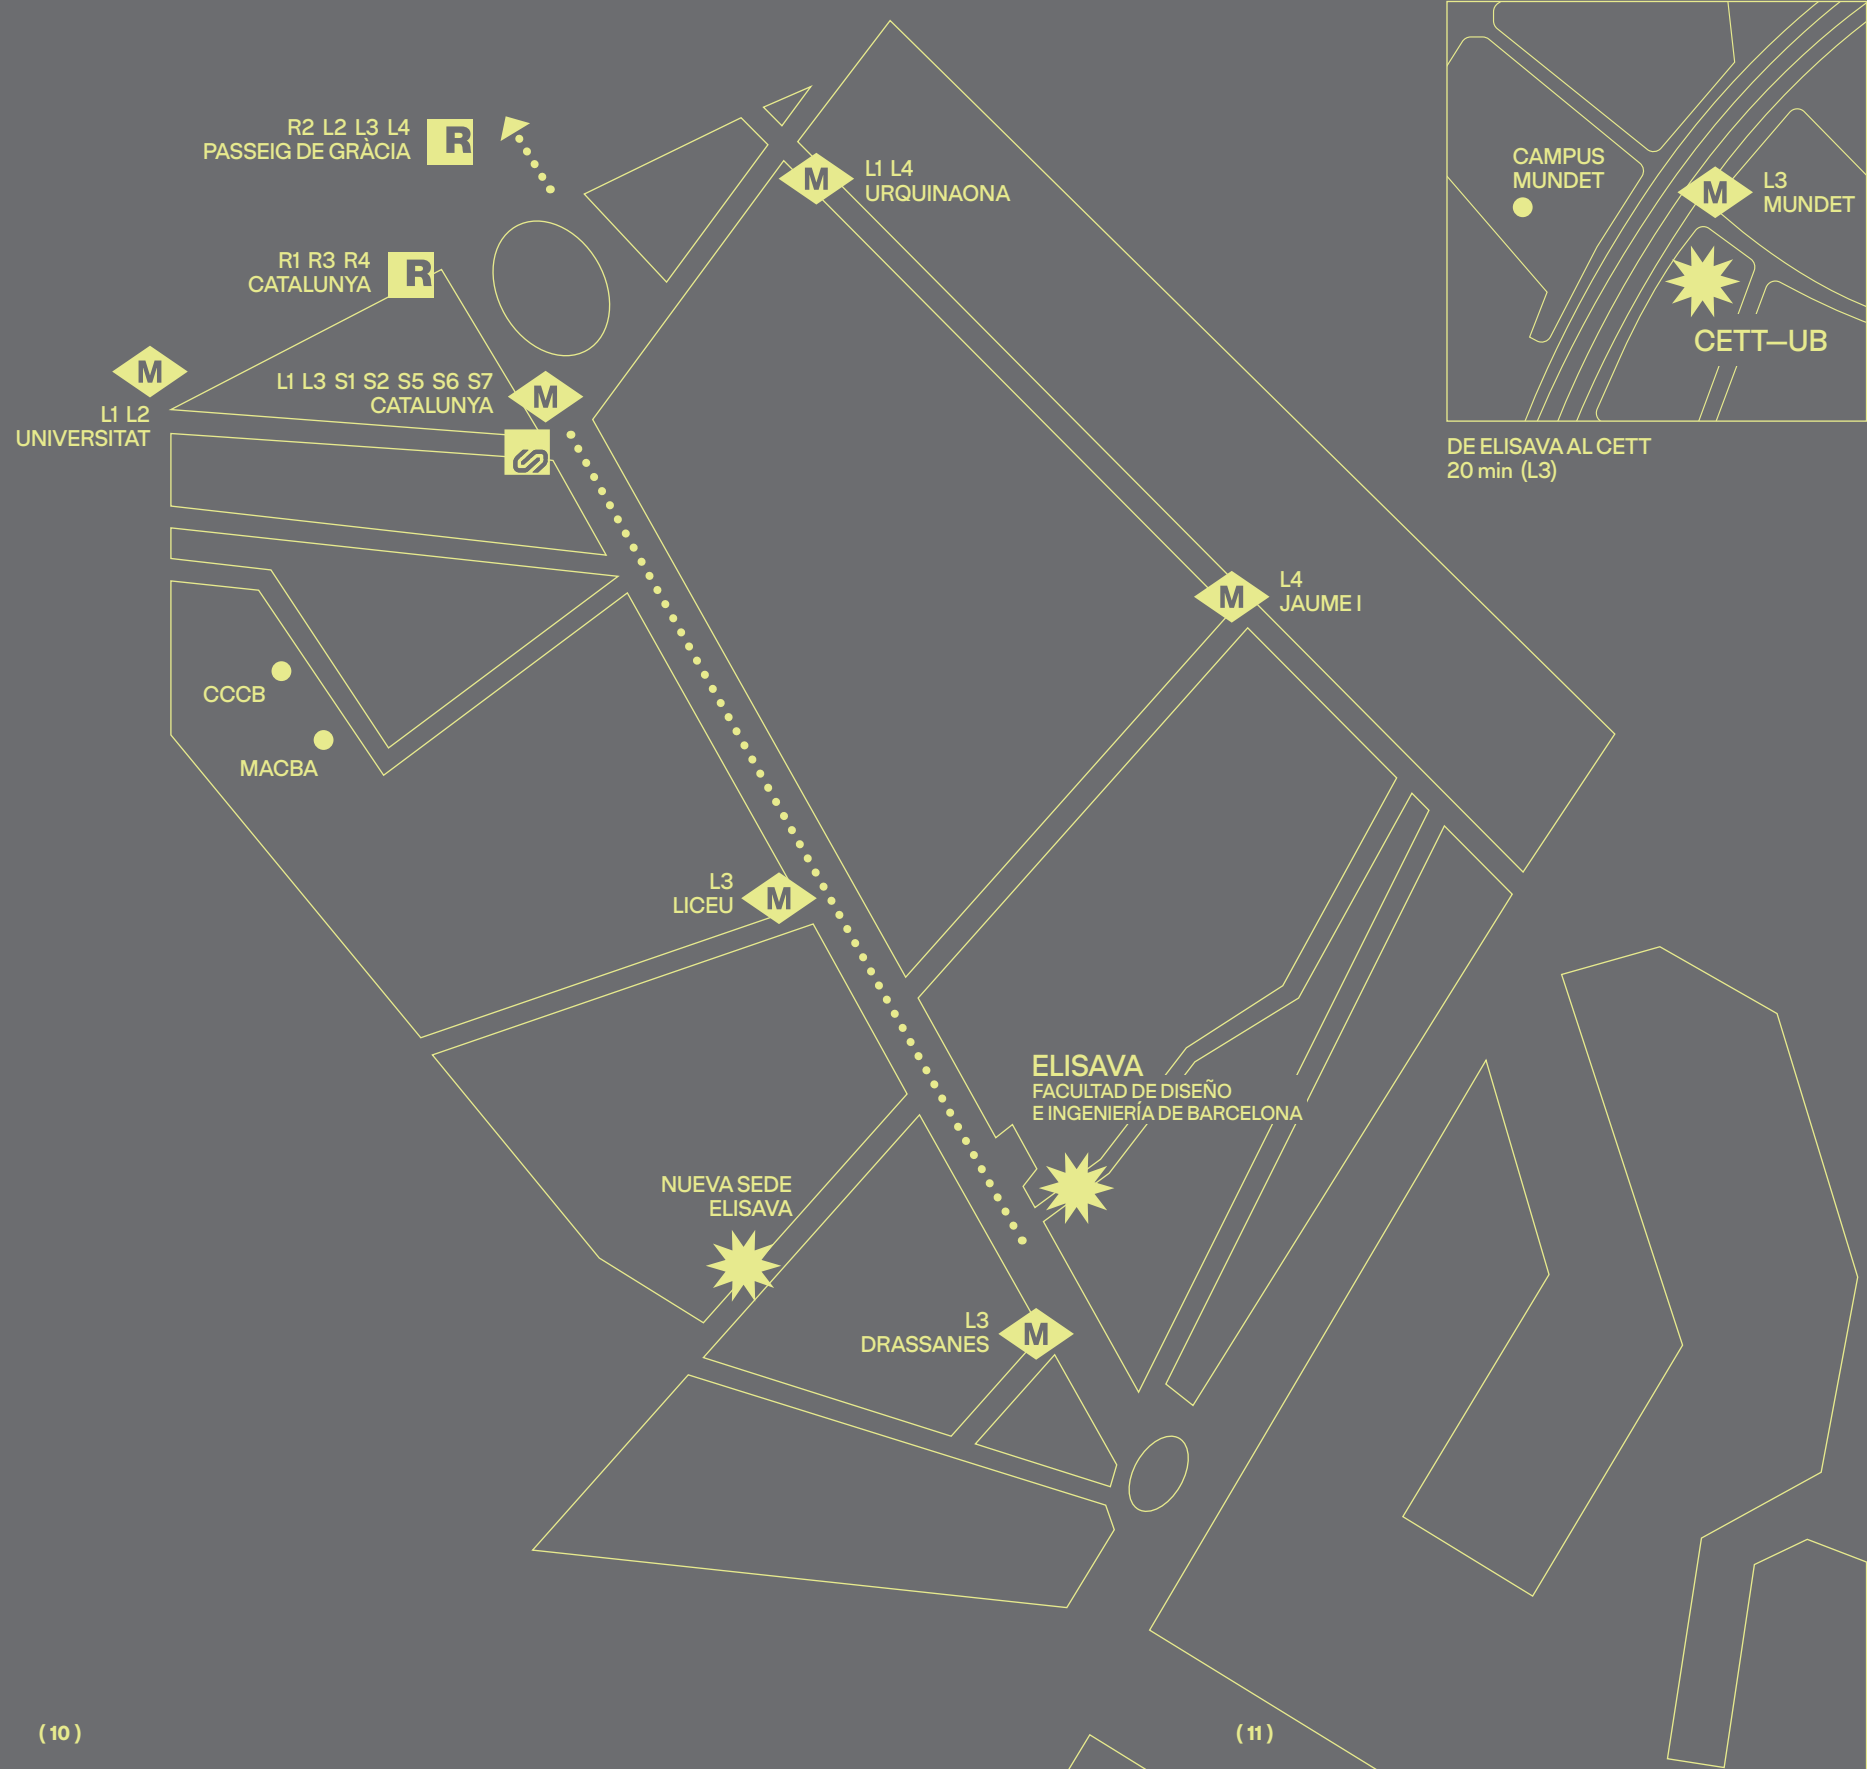 R2 L2 L3 L4
PASSEIG DE GRÀCIA
R
R1 R3 R4
CATALUNYA
R
M
L1 L2
UNIVERSITAT
L1 L3 S1 S2 S5 S6 S7
CATALUNYA
M
M
L1 L4
URQUINAONA
CAMPUS
MUNDET
M
L3
MUNDET
CETT—UB
DE ELISAVA AL CETT
20 min (L3)
M
L4
JAUME I
CCCB
MACBA
L3
LICEU
M
ELISAVA
FACULTAD DE DISEÑO
E INGENIERÍA DE BARCELONA
NUEVA SEDE
ELISAVA
L3
DRASSANES
M
(10)
(11)